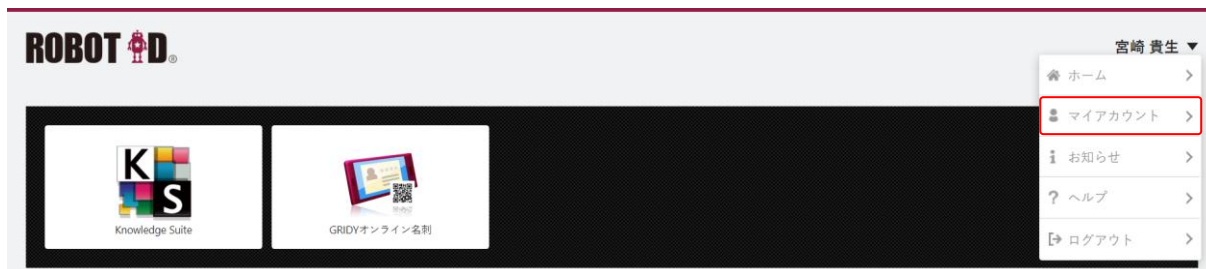 ROBOT ID®
宮崎 貴生 ▼
ホーム
マイアカウント
お知らせ
ヘルプ
ログアウト
KS
Knowledge Suite
GRIDYオンライン名刺